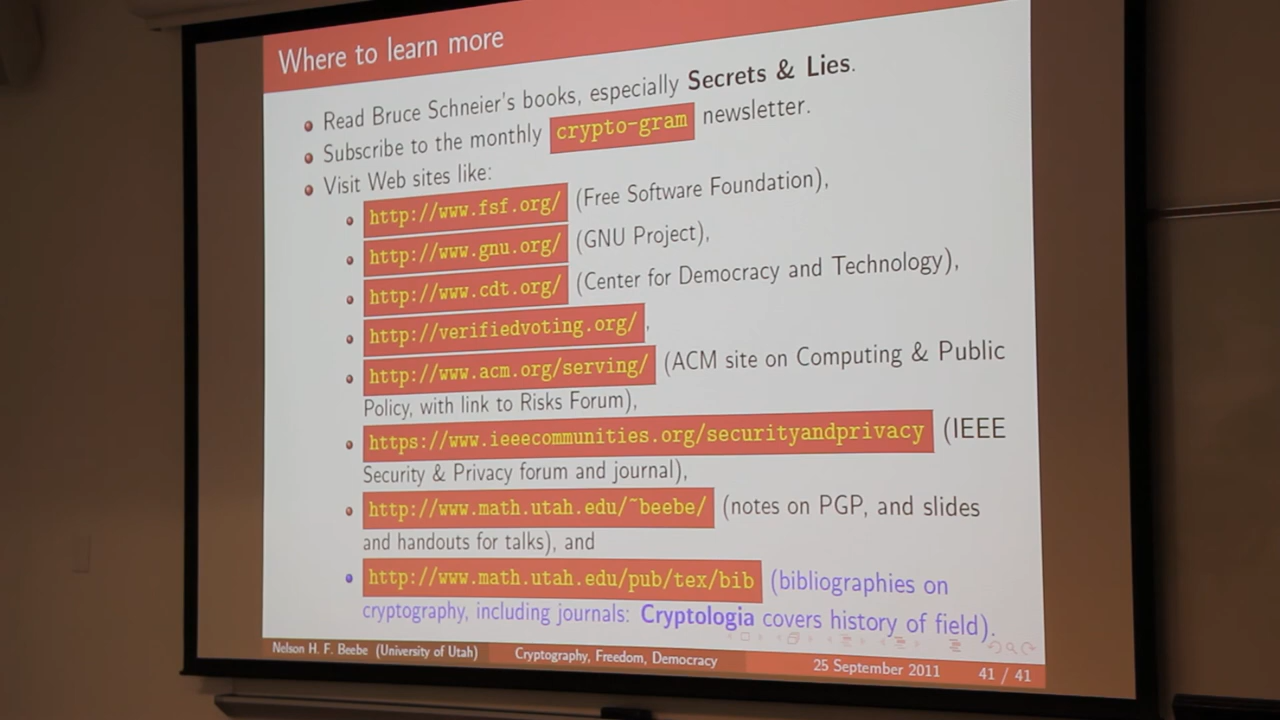 Where to learn more
Read Bruce Schneier's books, especially Secrets & Lies.
Subscribe to the monthly crypto-gram newsletter.
Visit Web sites like:
http://www.fsf.org/ (Free Software Foundation),
http://www.gnu.org/ (GNU Project),
http://www.cdt.org/ (Center for Democracy and Technology),
http://verifiedvoting.org/,
http://www.acm.org/serving/ (ACM site on Computing & Public
Policy, with link to Risks Forum),
https://www.ieeecommunities.org/securityandprivacy (IEEE
Security & Privacy forum and journal),
http://www.math.utah.edu/~beebe/ (notes on PGP, and slides
and handouts for talks), and
http://www.math.utah.edu/pub/tex/bib (bibliographies on
cryptography, including journals: Cryptologia covers history of field).
Nelson H. F. Beebe (University of Utah) Cryptography, Freedom, Democracy 25 September 2011 41 / 41